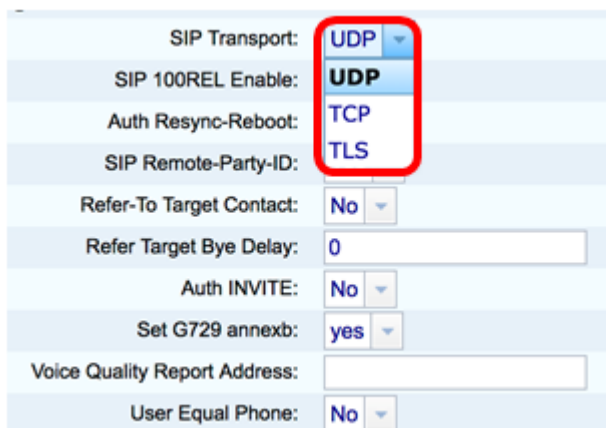 SIP Transport: UDP
SIP 100REL Enable: UDP
Auth Resync-Reboot: TCP
SIP Remote-Party-ID: TLS
Refer-To Target Contact: No
Refer Target Bye Delay: 0
Auth INVITE: No
Set G729 annexb: yes
Voice Quality Report Address:
User Equal Phone: No